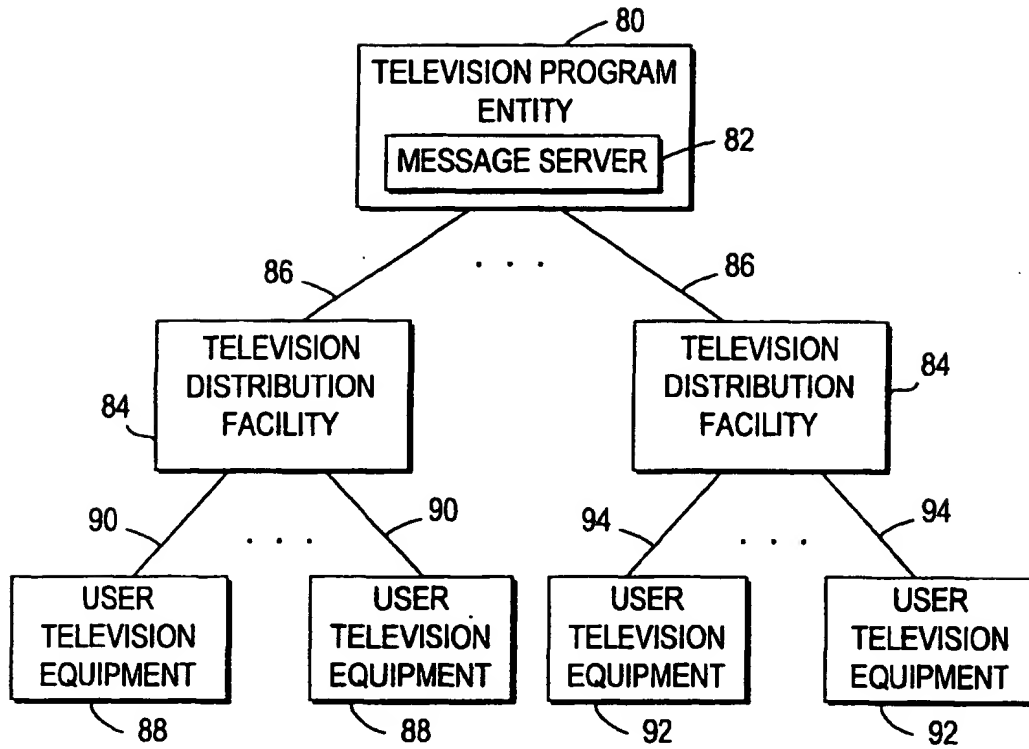 80
TELEVISION PROGRAM
ENTITY
82
MESSAGE SERVER
86
. . .
86
TELEVISION
DISTRIBUTION
FACILITY
84
TELEVISION
DISTRIBUTION
FACILITY
84
90
. . .
90
94
. . .
94
USER
TELEVISION
EQUIPMENT
88
USER
TELEVISION
EQUIPMENT
88
USER
TELEVISION
EQUIPMENT
92
USER
TELEVISION
EQUIPMENT
92